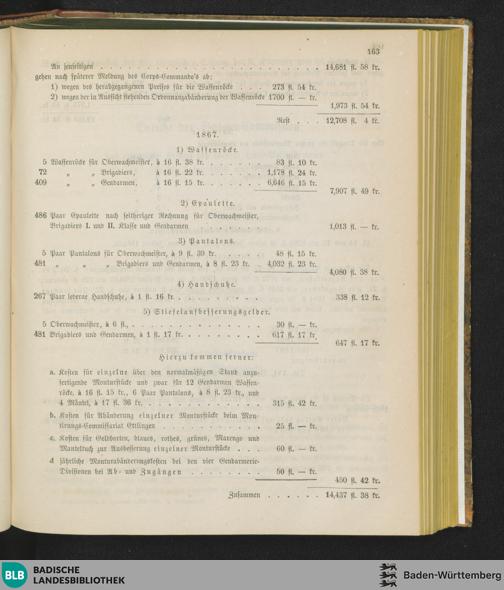 163
An jenseitigen . . . . . . . . . . . . 14,681 fl. 58 kr.
gehen nach späterer Meldung des Corps-Commando's ab:
1) wegen des herabgegangenen Preises für die Waffenröcke . . . 273 fl. 54 kr.
2) wegen der in Aussicht stehenden Ordonnanzabänderung der Waffenröcke 1700 fl. — kr.
1,973 fl. 54 kr.
Rest . . . 12,708 fl. 4 kr.
1867.
1) Waffenröcke.
5 Waffenröcke für Oberwachmeister, à 16 fl. 38 kr. . . . . . . 83 fl. 10 kr.
72 „ „ Brigadiers, à 16 fl. 22 kr. . . . . . . 1,178 fl. 24 kr.
409 „ „ Gendarmen, à 16 fl. 15 kr. . . . . . . 6,646 fl. 15 kr.
7,907 fl. 49 kr.
2) Epaulette.
486 Paar Epaulette nach seitheriger Rechnung für Oberwachmeister,
Brigadiers I. und II. Klasse und Gendarmen . . . . . . . . 1,013 fl. — kr.
3) Pantalons.
5 Paar Pantalons für Oberwachmeister, à 9 fl. 39 kr. . . . . . 48 fl. 15 kr.
481 „ „ „ Brigadiers und Gendarmen, à 8 fl. 23 kr. . 4,032 fl. 23 kr.
4,080 fl. 38 kr.
4) Handschuhe.
267 Paar lederne Handschuhe, à 1 fl. 16 kr. . . . . . . . . 338 fl. 12 kr.
5) Stiefelausbesserungsgelder.
5 Oberwachmeister, à 6 fl., . . . . . . . . . . . 30 fl. — kr.
481 Brigadiers und Gendarmen, à 1 fl. 17 kr. . . . . . . . 617 fl. 17 kr.
647 fl. 17 kr.
Hierzu kommen ferner:
a. Kosten für einzelne über den normalmäßigen Stand anzu-
fertigende Monturstücke und zwar für 12 Gendarmen Waffen-
röcke, à 16 fl. 15 kr., 6 Paar Pantalons, à 8 fl. 23 kr., und
4 Mäntel, à 17 fl. 36 kr. . . . . . . . . . . . 315 fl. 42 kr.
b. Kosten für Abänderung einzelner Monturstücke beim Mon-
tirungs-Commissariat Ettlingen . . . . . . . . . . 25 fl. — kr.
c. Kosten für Geldborten, blaues, rothes, grünes, Marengo und
Manteltuch zur Ausbesserung einzelner Monturstücke . . . 60 fl. — kr.
d. jährliche Monturabänderungskosten bei den vier Gendarmerie-
Divisionen bei Ab- und Zugängen . . . . . . . . . 50 fl. — kr.
450 fl. 42 kr.
Zusammen . . . . . . 14,437 fl. 38 kr.
BLB BADISCHE
LANDESBIBLIOTHEK
Baden-Württemberg